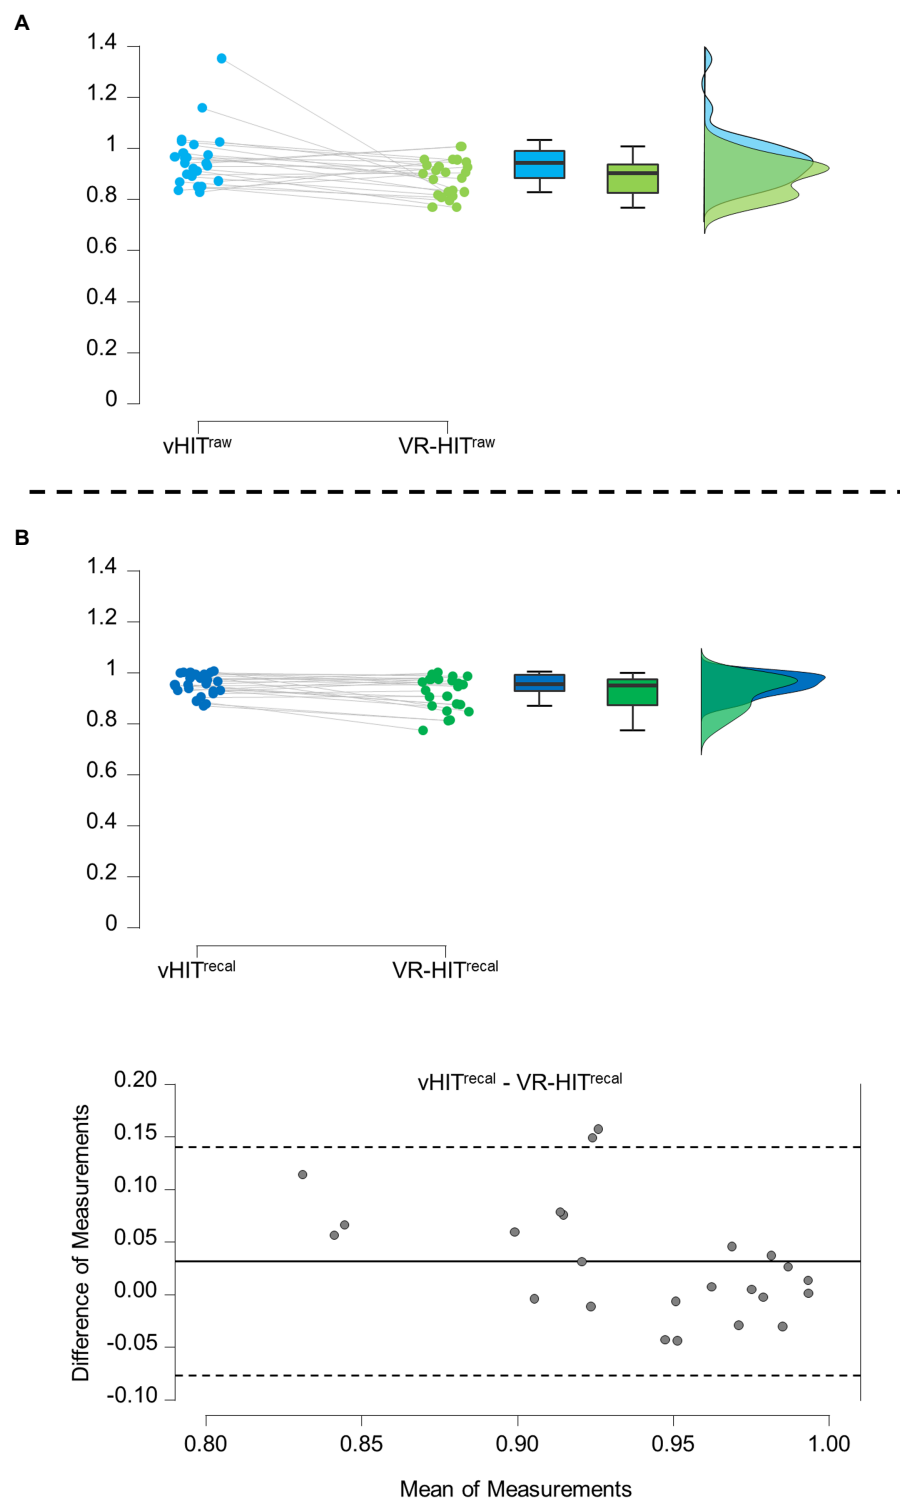 A
1.4
1.2
1
0.8
0.6
0.4
0.2
0
vHITraw VR-HITraw
B
1.4
1.2
1
0.8
0.6
0.4
0.2
0
vHITrecal VR-HITrecal
vHITrecal - VR-HITrecal
0.20
0.15
0.10
0.05
0.00
-0.05
-0.10
Difference of Measurements
0.80 0.85 0.90 0.95 1.00
Mean of Measurements